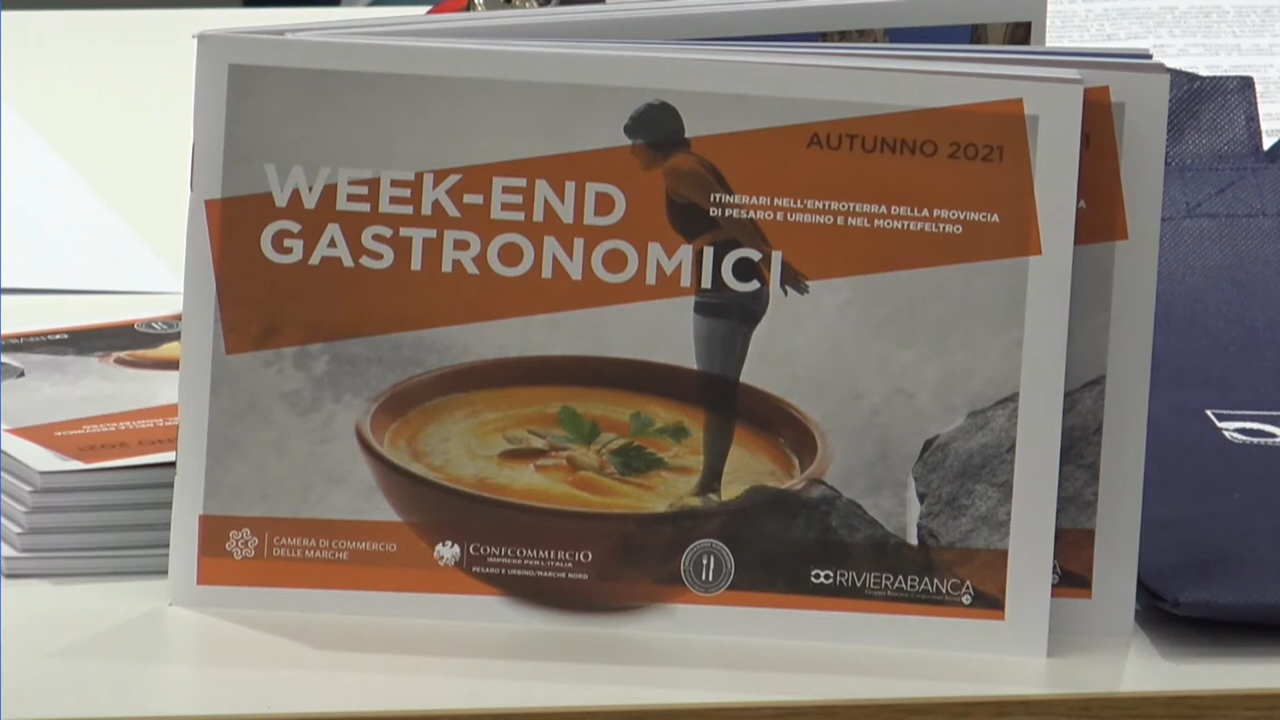 AUTUNNO 2021
WEEK-END
GASTRONOMICI
ITINERARI NELL'ENTROTERRA DELLA PROVINCIA
DI PESARO E URBINO E NEL MONTEFELTRO
CAMERA DI COMMERCIO
DELLE MARCHE
CONFCOMMERCIO
IMPRESE PER L'ITALIA
PESARO E URBINO/MARCHE NORD
RIVIERABANCA